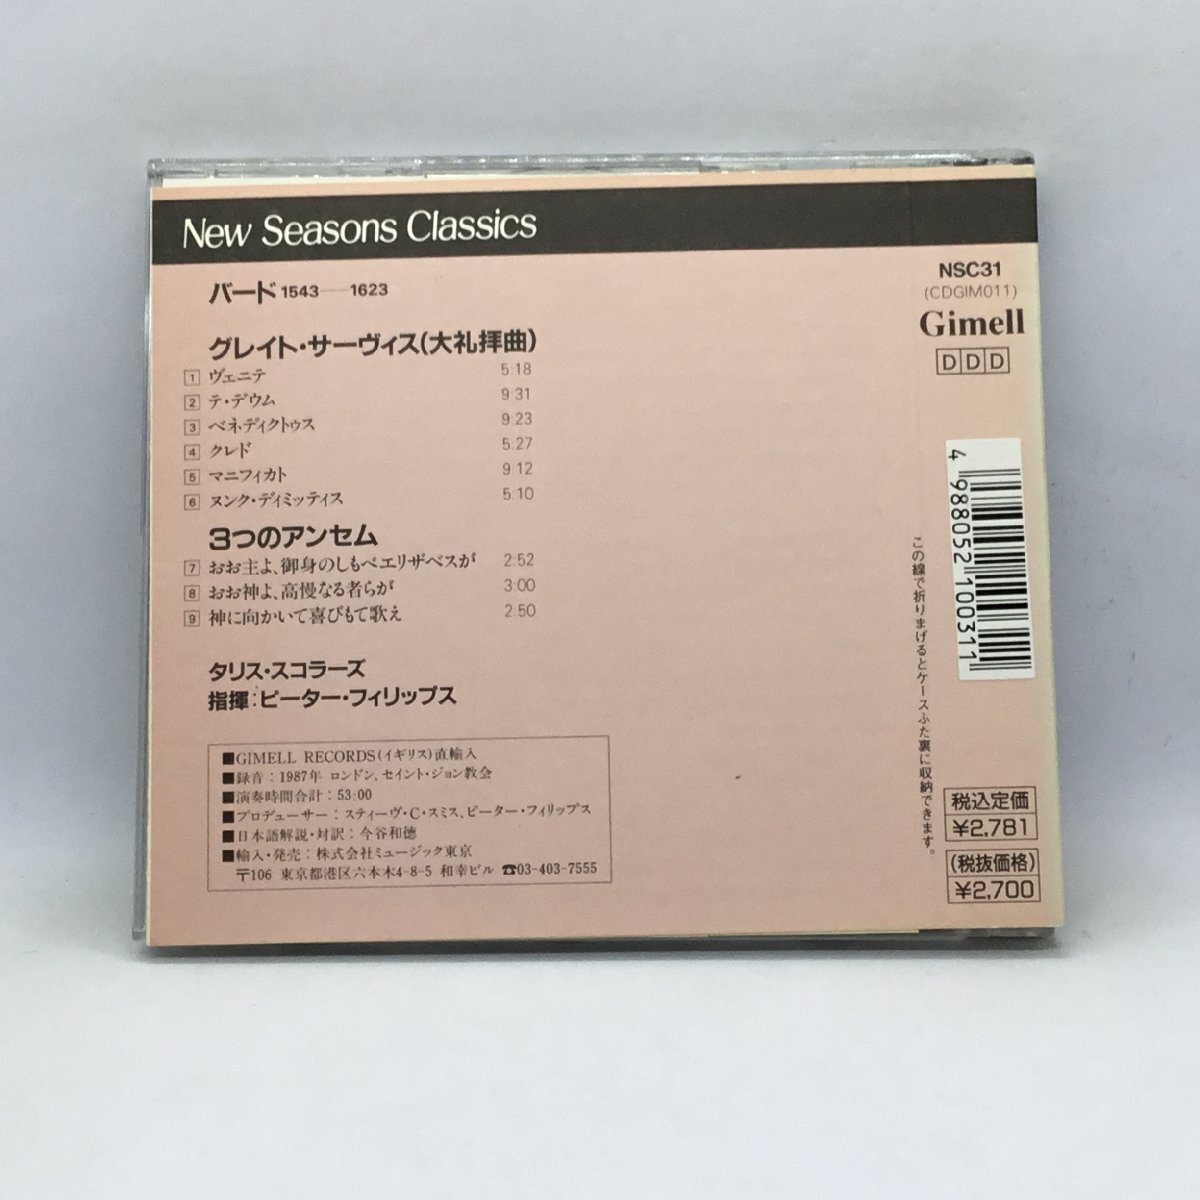 New Seasons Classics
バード 1543──1623
グレイト・サーヴィス(大礼拝曲)
1 ヴェニテ 5:18
2 テ・デウム 9:31
3 ベネディクトゥス 9:23
4 クレド 5:27
5 マニフィカト 9:12
6 ヌンク・ディミッティス 5:10
3つのアンセム
7 おお主よ、御身のしもべエリザベスが 2:52
8 おお神よ、高慢なる者らが 3:00
9 神に向かいて喜びもて歌え 2:50
タリス・スコラーズ
指揮:ピーター・フィリップス
■GIMELL RECORDS(イギリス)直輸入
■録音:1987年 ロンドン、セイント・ジョン教会
■演奏時間合計:53:00
■プロデューサー:スティーヴ・C・スミス、ピーター・フィリップス
■日本語解説・対訳:今谷和徳
■輸入・発売:株式会社ミュージック東京
〒106 東京都港区六本木4-8-5 和幸ビル ☎03-403-7555
NSC31
(CDGIM011)
Gimell
D D D
4 988052 100311
この線で折りまげるとケースふた裏に収納できます。
税込定価
¥2,781
(税抜価格)
¥2,700